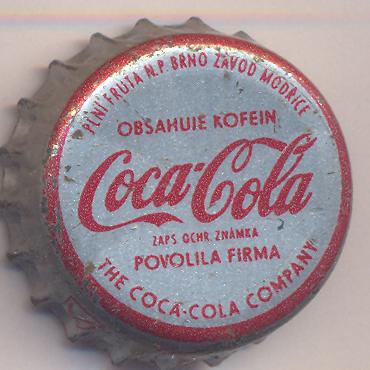 PLNÍ FRUTA N.P. BRNO ZÁVOD MODŘICE
OBSAHUJE KOFEIN
Coca-Cola
ZAPS. OCHR. ZNÁMKA
POVOLILA FIRMA
THE COCA-COLA COMPANY